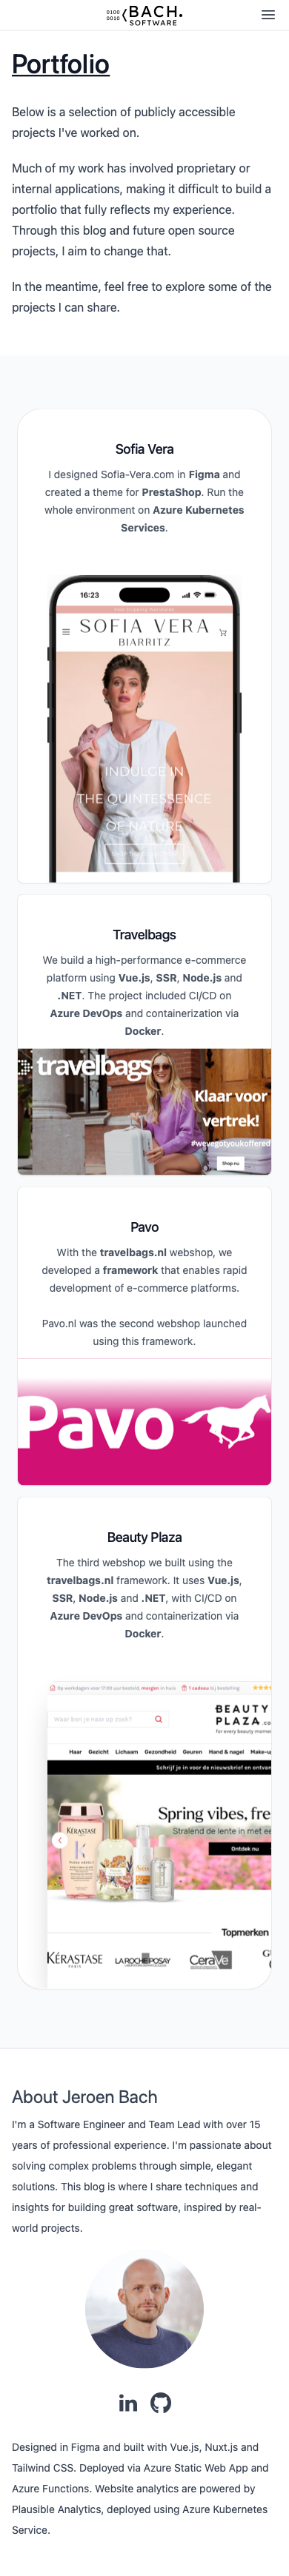 0100
0010
BACH.
SOFTWARE
Portfolio
Below is a selection of publicly accessible
projects I've worked on.
Much of my work has involved proprietary or
internal applications, making it difficult to build a
portfolio that fully reflects my experience.
Through this blog and future open source
projects, I aim to change that.
In the meantime, feel free to explore some of the
projects I can share.
Sofia Vera
I designed Sofia-Vera.com in Figma and
created a theme for PrestaShop. Run the
whole environment on Azure Kubernetes
Services.
16:23
SOFIA VERA
BIARRITZ
INDULGE IN
THE QUINTESSENCE
OF NATURE
Travelbags
We build a high-performance e-commerce
platform using Vue.js, SSR, Node.js and
.NET. The project included CI/CD on
Azure DevOps and containerization via
Docker.
travelbags
Klaar voor
vertrek!
#wevegotyoukoffered
Shop nu
Pavo
With the travelbags.nl webshop, we
developed a framework that enables rapid
development of e-commerce platforms.
Pavo.nl was the second webshop launched
using this framework.
Pavo
Beauty Plaza
The third webshop we built using the
travelbags.nl framework. It uses Vue.js,
SSR, Node.js and .NET, with CI/CD on
Azure DevOps and containerization via
Docker.
Op werkdagen voor 17:00 uur besteld, morgen in huis 1 cadeau bij bestelling
Waar ben je naar op zoek?
BEAUTY
PLAZA.co
for every beauty momen
Haar Gezicht Lichaam Gezondheid Geuren Hand & nagel Make-u
Schrijf je in voor de nieuwsbrief en ontvan
Spring vibes, fre
Stralend de lente in met e
Ontdek nu
KÉRASTASE
Topmerken
KÉRASTASE
PARIS
LA ROCHE POSAY
CeraVe
About Jeroen Bach
I'm a Software Engineer and Team Lead with over 15
years of professional experience. I'm passionate about
solving complex problems through simple, elegant
solutions. This blog is where I share techniques and
insights for building great software, inspired by real-
world projects.
in
Designed in Figma and built with Vue.js, Nuxt.js and
Tailwind CSS. Deployed via Azure Static Web App and
Azure Functions. Website analytics are powered by
Plausible Analytics, deployed using Azure Kubernetes
Service.